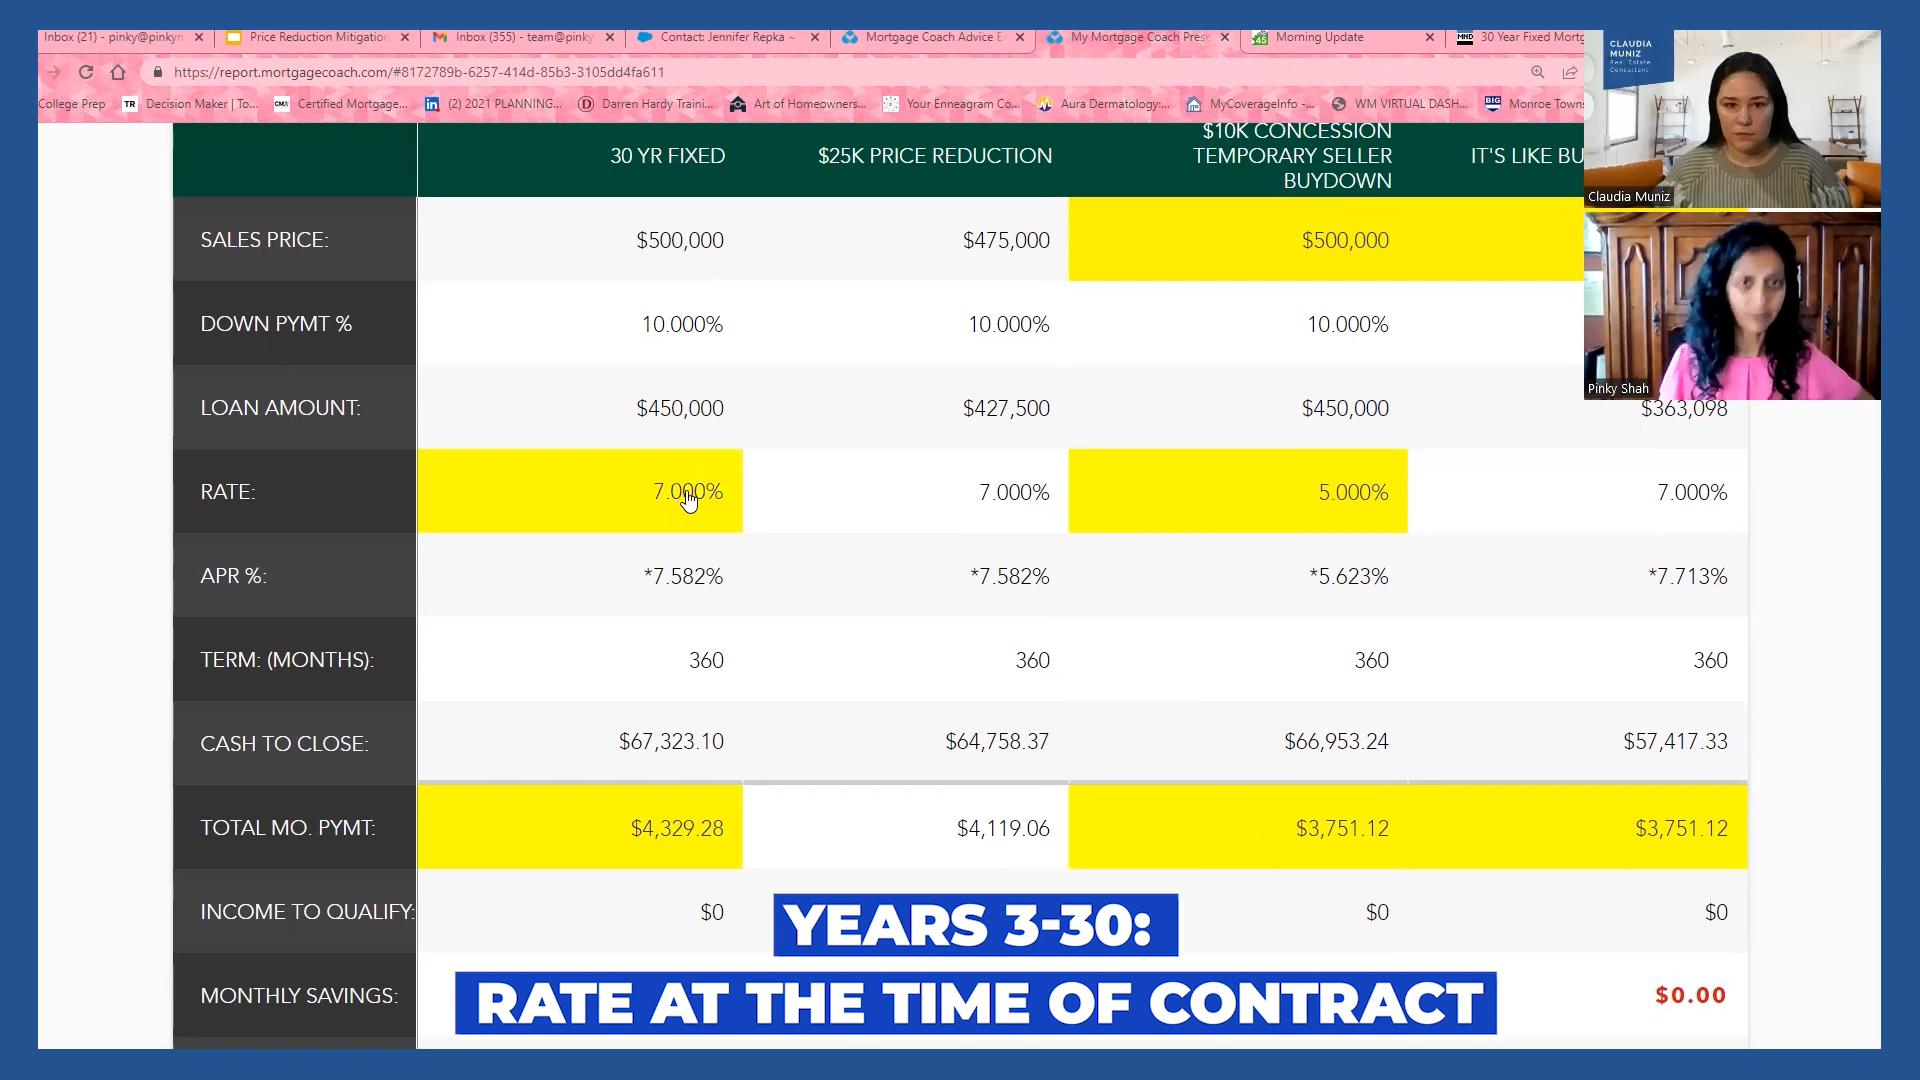 Inbox (21) - pinky@pinkyn
Price Reduction Mitigation
Inbox (355) - team@pinky
Contact: Jennifer Repka ~
Mortgage Coach Advice E
My Mortgage Coach Pres
Morning Update
MND
30 Year Fixed Mortg
https://report.mortgagecoach.com/#8172789b-6257-414d-85b3-3105dd4fa611
College Prep
TR Decision Maker | To...
CMA Certified Mortgage...
(2) 2021 PLANNING...
Darren Hardy Traini...
Art of Homeowners...
Your Enneagram Co...
Aura Dermatology:...
MyCoverageInfo -...
WM VIRTUAL DASH...
BIG Monroe Towns
CLAUDIA
MUNIZ
Real Estate
Consultant
Claudia Muniz
Pinky Shah
30 YR FIXED $25K PRICE REDUCTION $10K CONCESSION TEMPORARY SELLER BUYDOWN IT'S LIKE BU
SALES PRICE: $500,000 $475,000 $500,000
DOWN PYMT % 10.000% 10.000% 10.000%
LOAN AMOUNT: $450,000 $427,500 $450,000 $363,098
RATE: 7.000% 7.000% 5.000% 7.000%
APR %: *7.582% *7.582% *5.623% *7.713%
TERM: (MONTHS): 360 360 360 360
CASH TO CLOSE: $67,323.10 $64,758.37 $66,953.24 $57,417.33
TOTAL MO. PYMT: $4,329.28 $4,119.06 $3,751.12 $3,751.12
INCOME TO QUALIFY: $0 $0 $0
MONTHLY SAVINGS: $0.00
YEARS 3-30:
RATE AT THE TIME OF CONTRACT